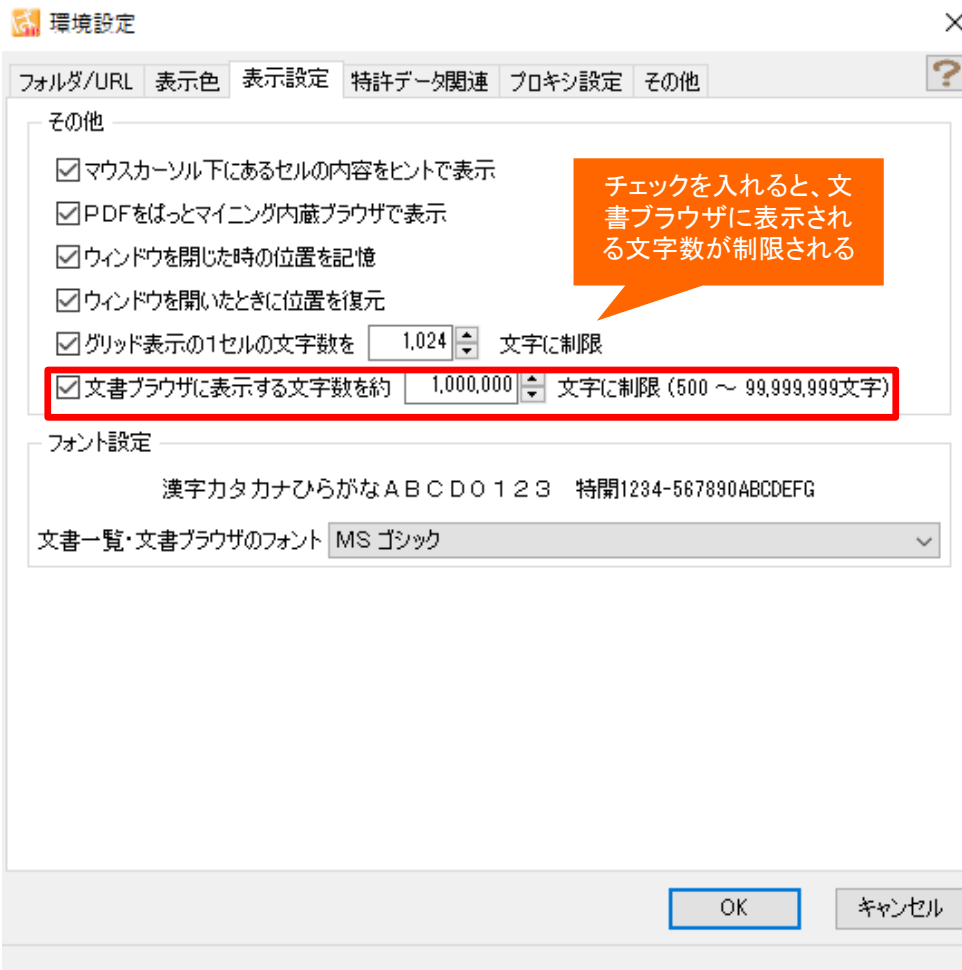 環境設定
フォルダ/URL 表示色 表示設定 特許データ関連 プロキシ設定 その他 ?
その他
マウスカーソル下にあるセルの内容をヒントで表示
PDFをぱっとマイニング内蔵ブラウザで表示
ウィンドウを閉じた時の位置を記憶
ウィンドウを開いたときに位置を復元
グリッド表示の1セルの文字数を 1,024 文字に制限
文書ブラウザに表示する文字数を約 1,000,000 文字に制限 (500 ~ 99,999,999文字)
チェックを入れると、文
書ブラウザに表示され
る文字数が制限される
フォント設定
漢字カタカナひらがなABCD0123 特開1234-567890ABCDEFG
文書一覧・文書ブラウザのフォント MS ゴシック
OK キャンセル